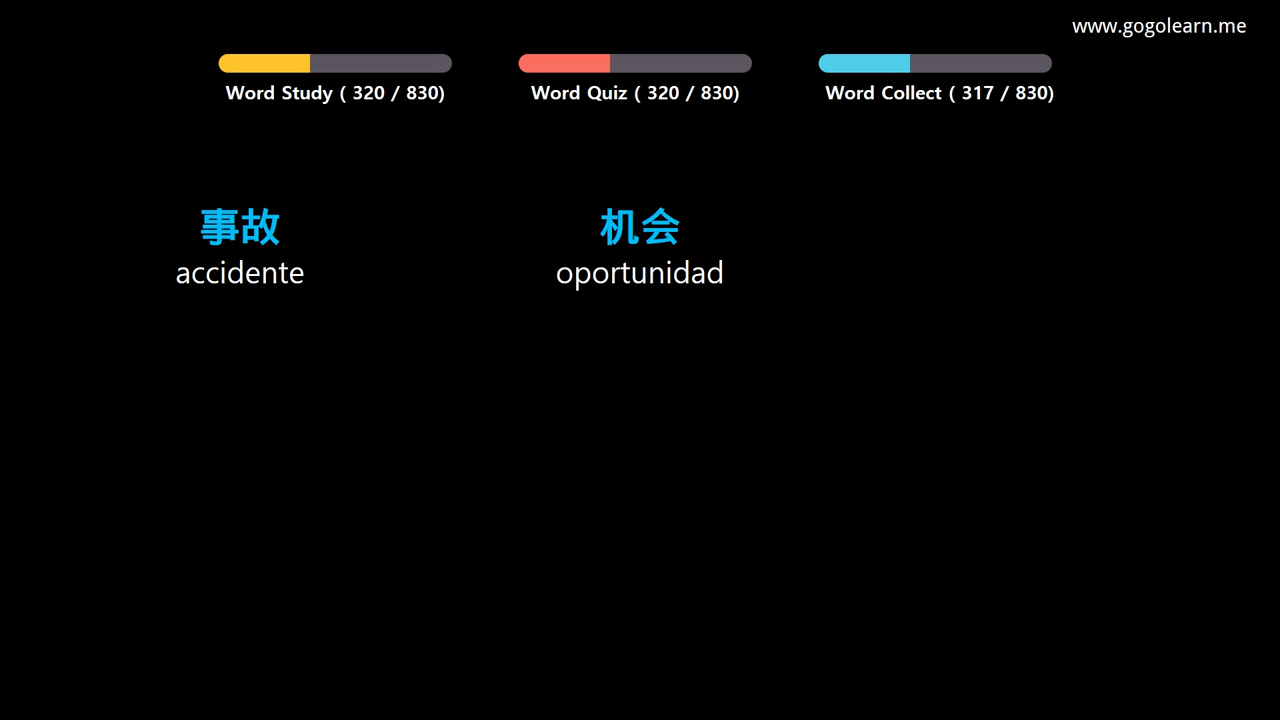 www.gogolearn.me
Word Study ( 320 / 830)
Word Quiz ( 320 / 830)
Word Collect ( 317 / 830)
事故
accidente
机会
oportunidad